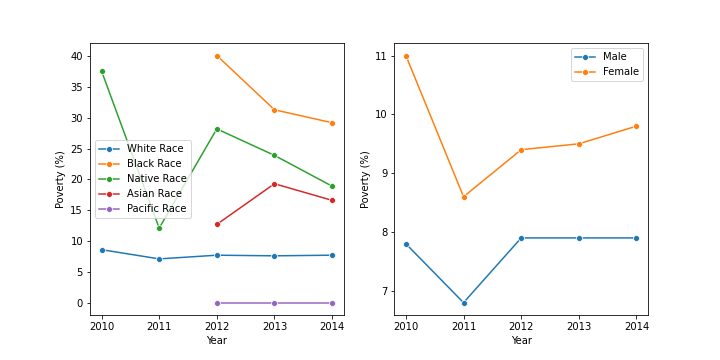 40
35
30
25
20
15
10
5
0
Poverty (%)
White Race
Black Race
Native Race
Asian Race
Pacific Race
2010 2011 2012 2013 2014
Year
11
10
9
8
7
Poverty (%)
Male
Female
2010 2011 2012 2013 2014
Year